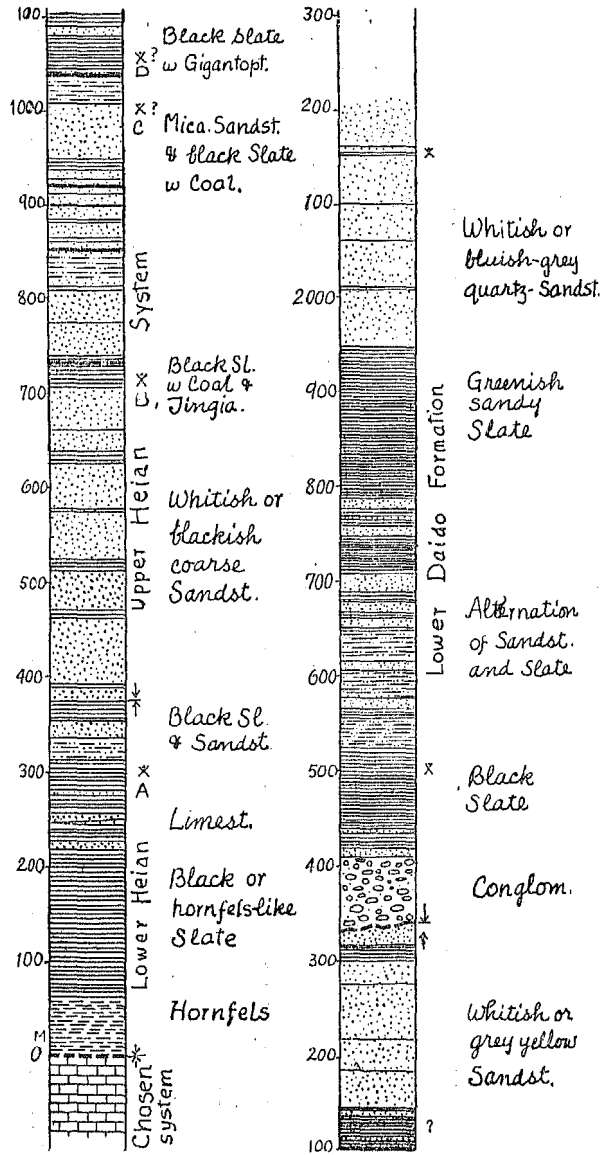 100
1000
900
800
700
600
500
400
300
200
100
M
0
x?
D
x?
C
x
x
A
Black Slate
w Gigantopt.
Mica. Sandst.
& black Slate
w Coal.
Black Sl.
w Coal &
Tingia.
Whitish or
blackish
coarse
Sandst.
Black Sl.
& Sandst.
Limest.
Black or
hornfels-like
Slate
Hornfels
Upper Heian System
Lower Heian
Chosen
system
300
200
100
2000
900
800
700
600
500
400
300
200
100
x
x
?
Whitish or
bluish-grey
quartz-Sandst.
Greenish
sandy
Slate
Alternation
of Sandst.
and Slate
Black
Slate
Conglom.
Whitish or
grey yellow
Sandst.
Lower Daido Formation